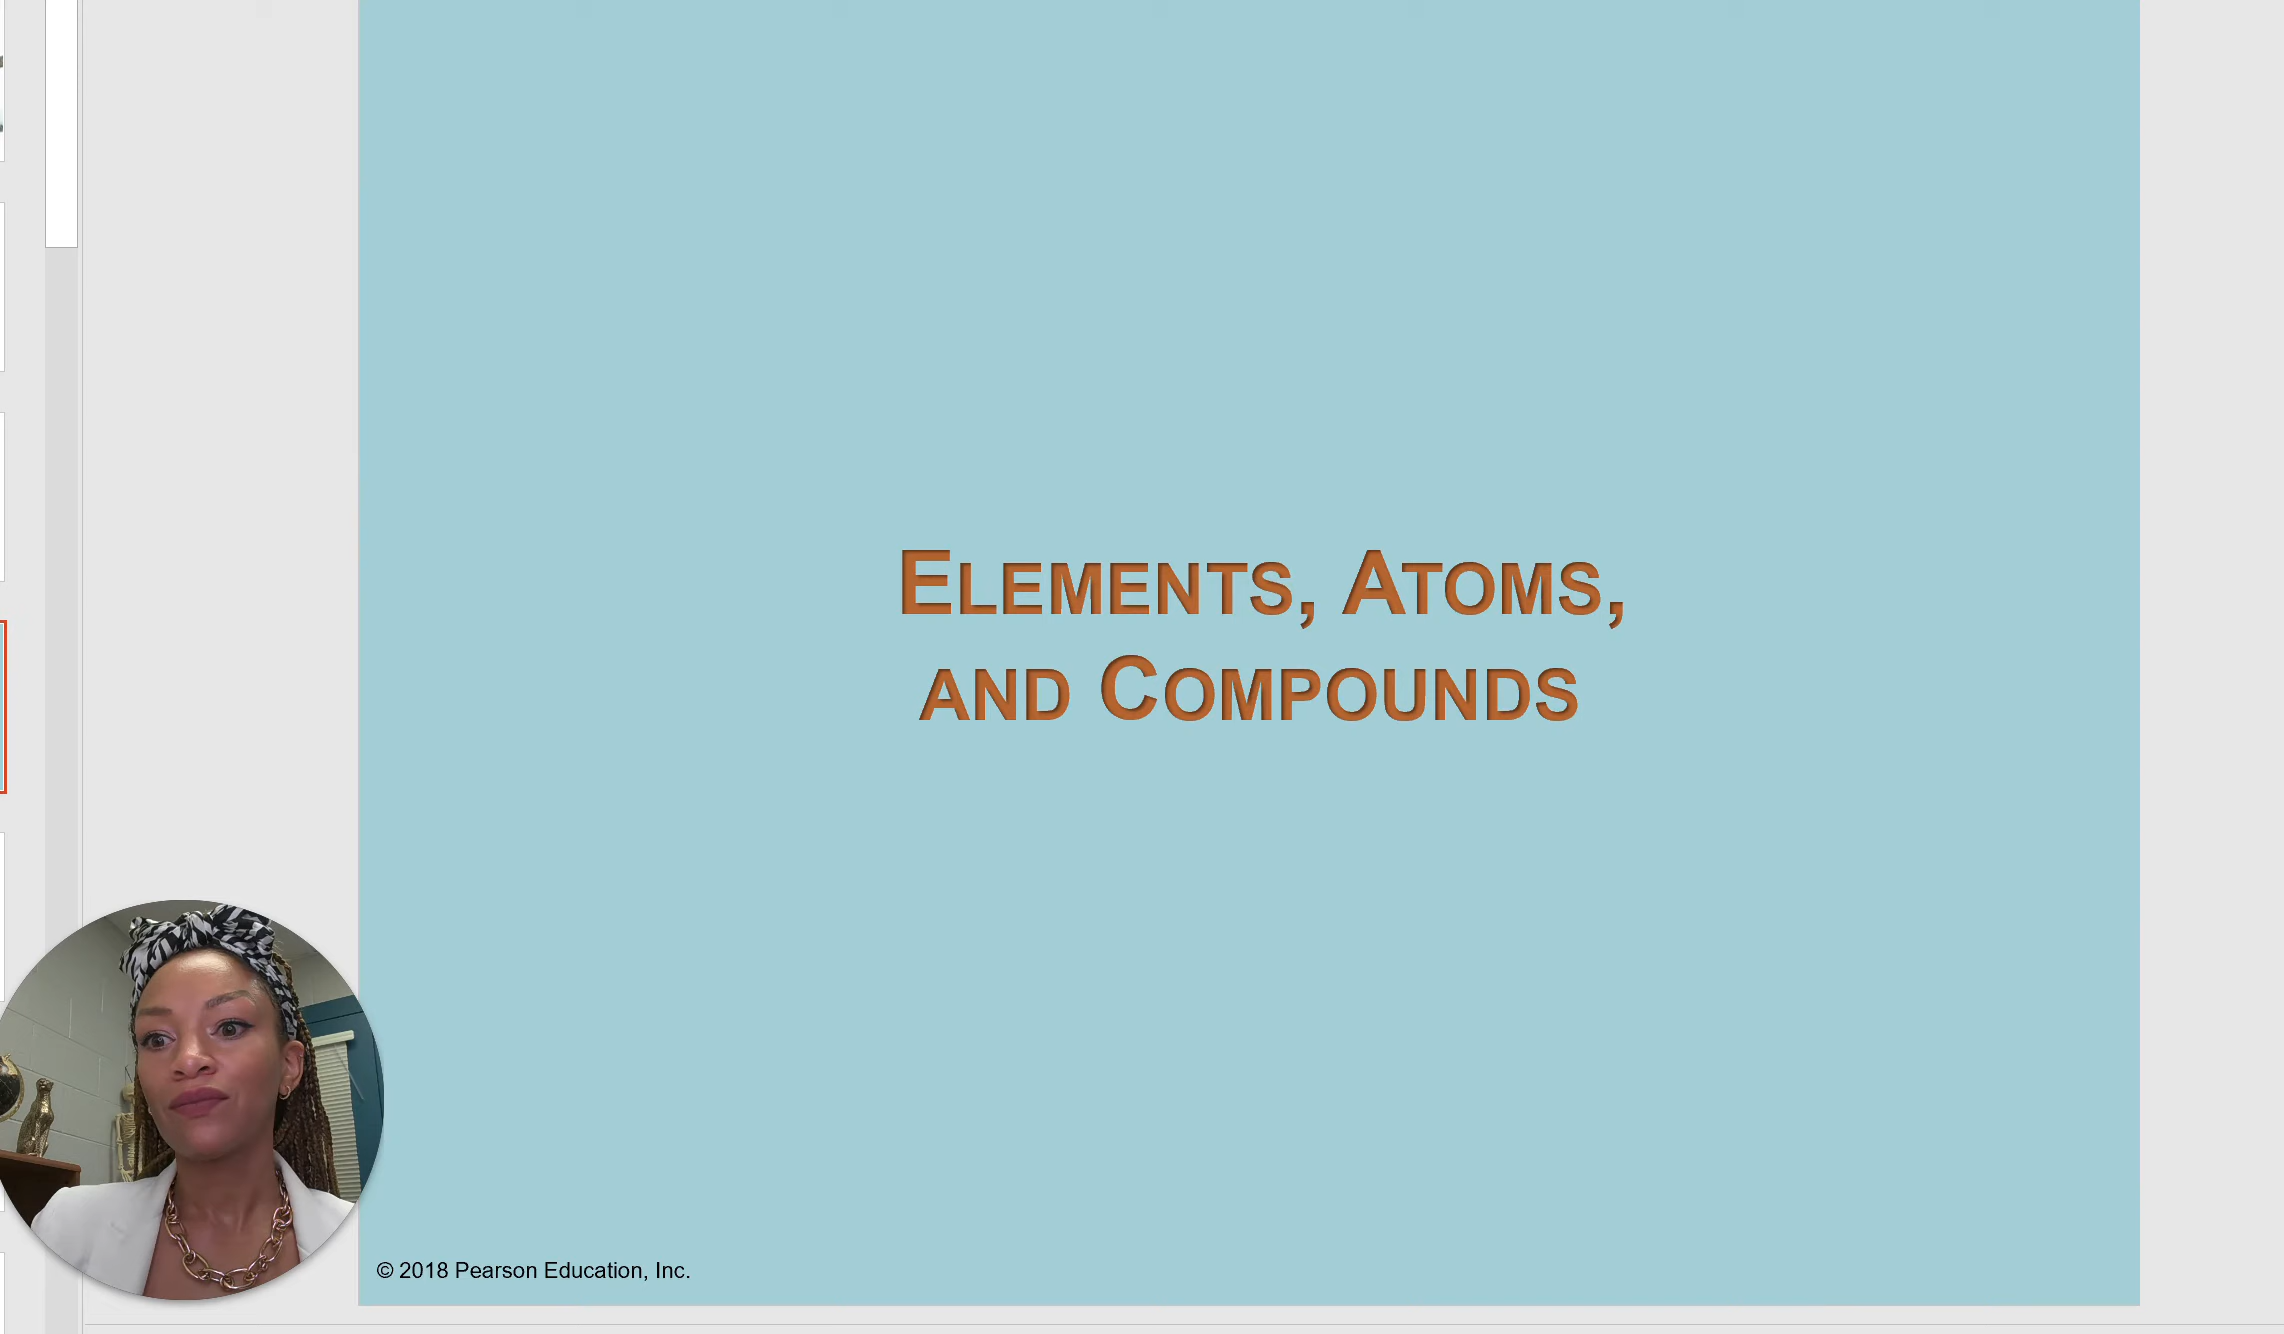 ELEMENTS, ATOMS,
AND COMPOUNDS
© 2018 Pearson Education, Inc.